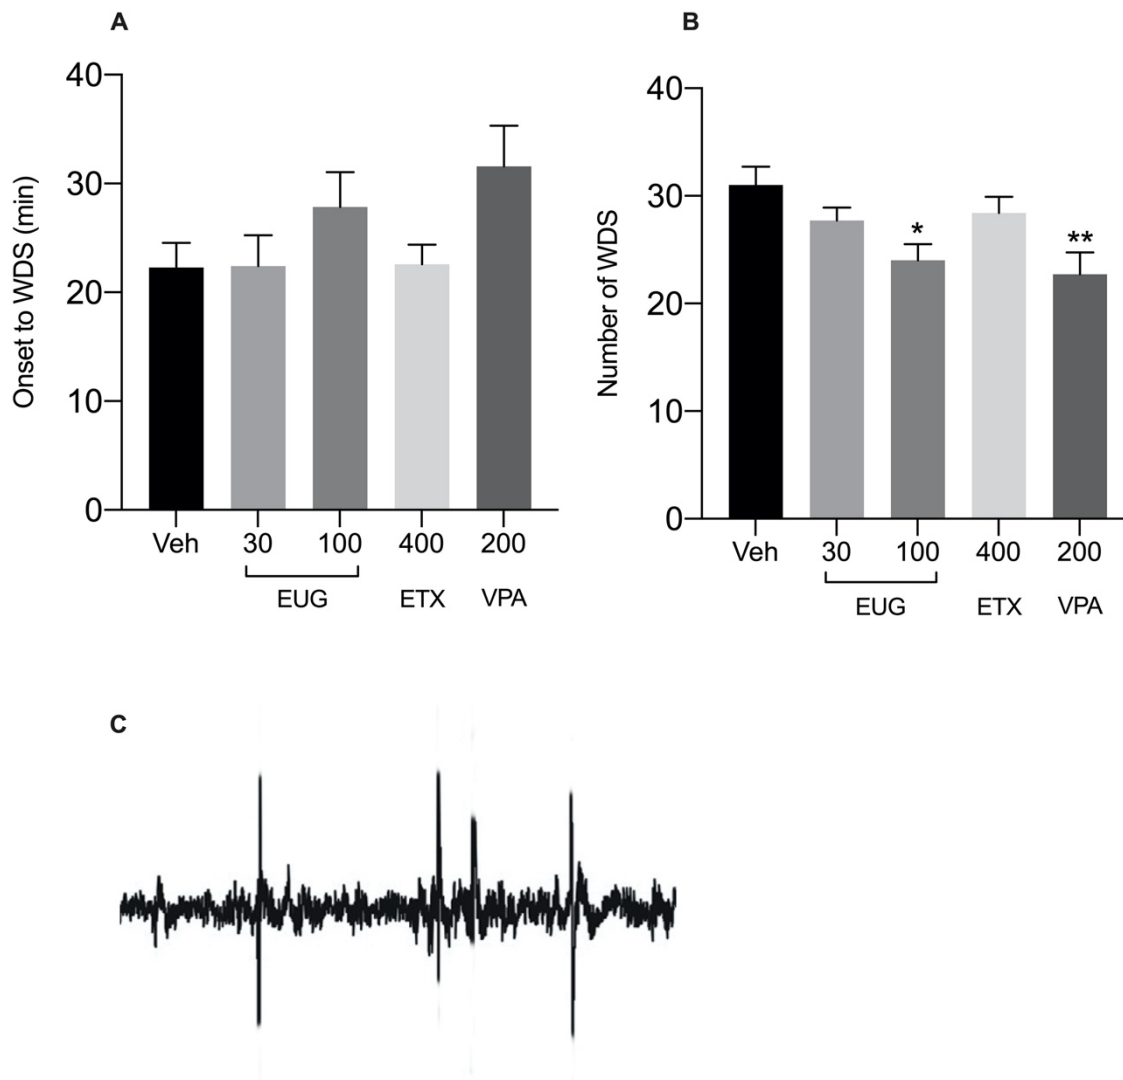 A
Onset to WDS (min)
40
30
20
10
0
Veh 30 100 400 200
EUG ETX VPA
B
Number of WDS
40
30
20
10
0
* **
Veh 30 100 400 200
EUG ETX VPA
C